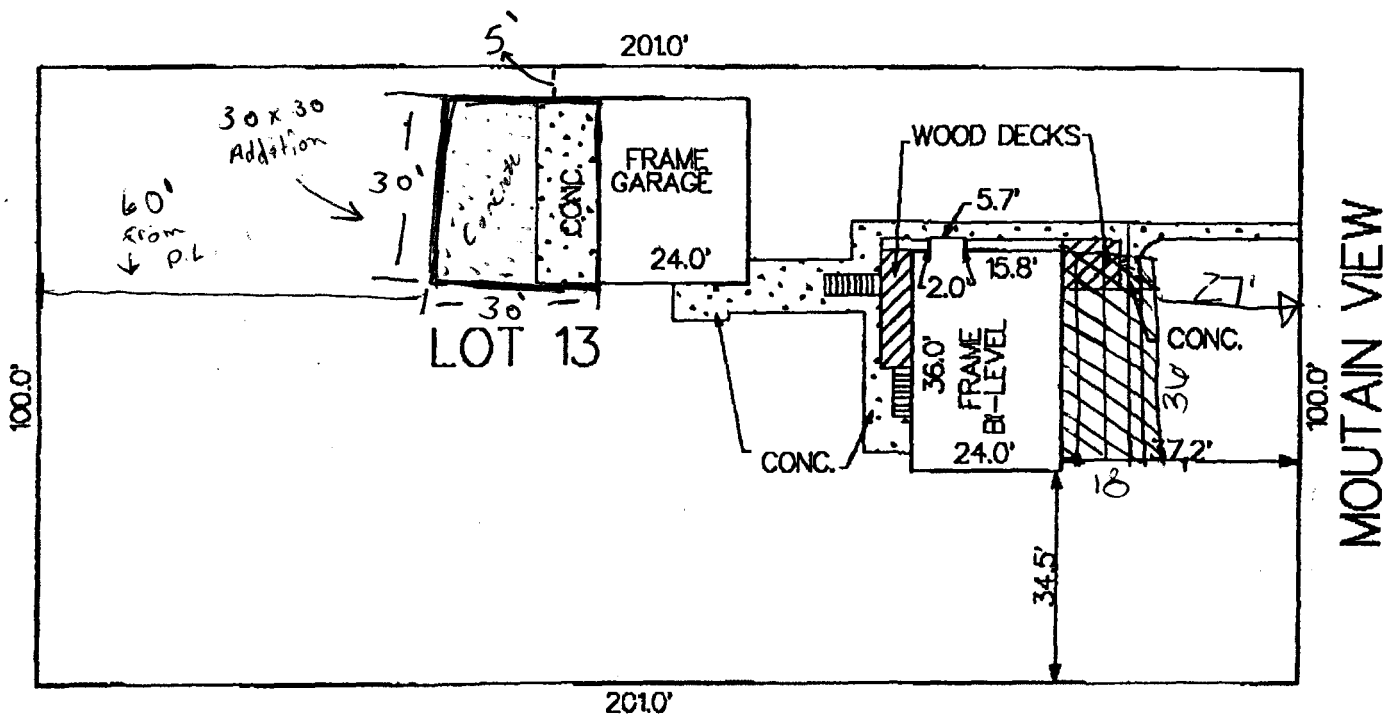 5'
201.0'
30 x 30
Addition
WOOD DECKS
30'
Concrete
CONC.
FRAME
GARAGE
5.7'
60'
From
P.L.
24.0'
2.0'
15.8'
27'
30'
LOT 13
CONC.
36.0'
FRAME
BI-LEVEL
36
100.0'
100.0'
MOUTAIN VIEW
CONC.
24.0'
37.2'
18
34.5'
201.0'